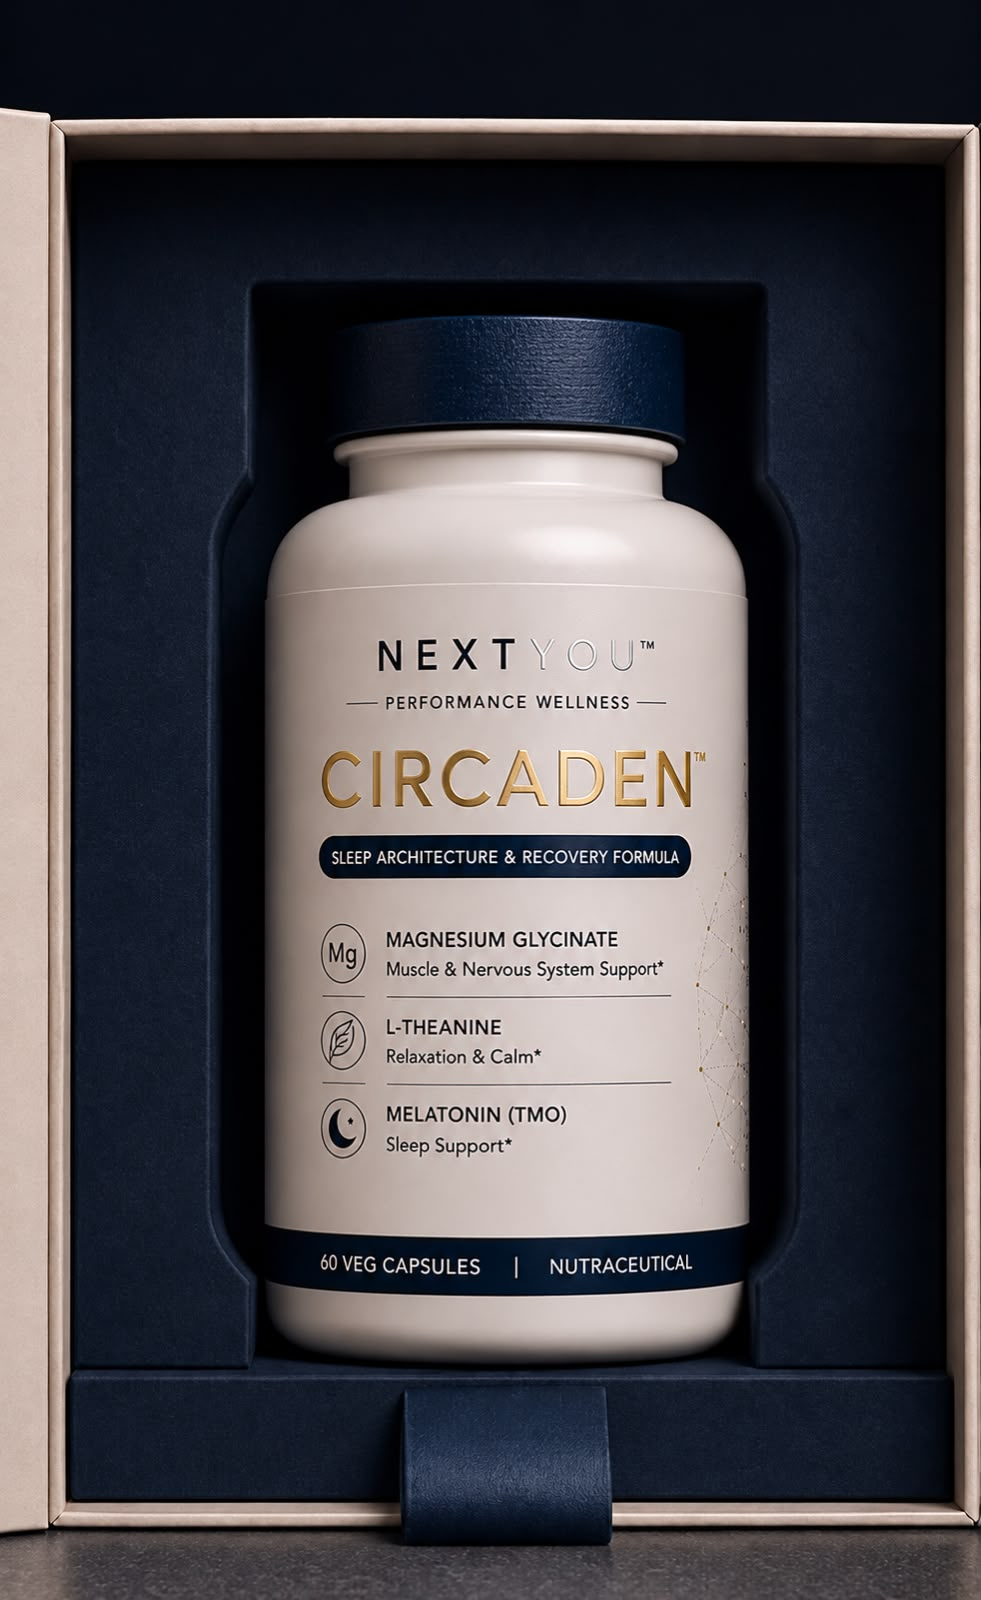 NEXTYOU™
PERFORMANCE WELLNESS
CIRCADEN™
SLEEP ARCHITECTURE & RECOVERY FORMULA
Mg
MAGNESIUM GLYCINATE
Muscle & Nervous System Support*
L-THEANINE
Relaxation & Calm*
MELATONIN (TMO)
Sleep Support*
60 VEG CAPSULES | NUTRACEUTICAL